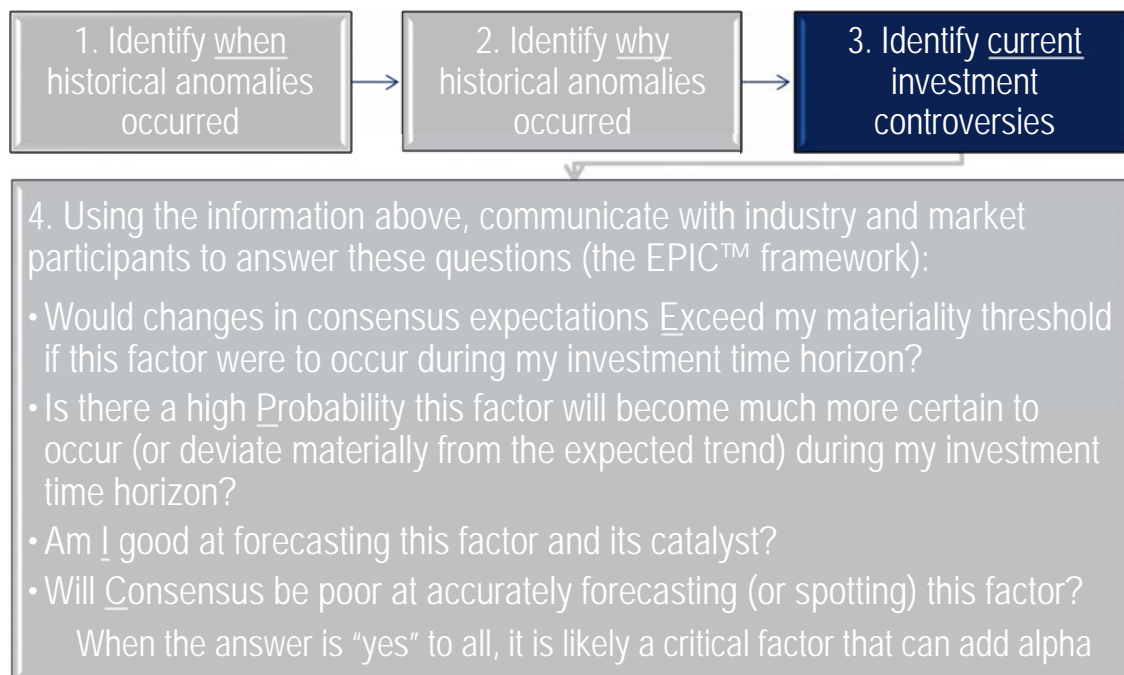 1. Identify when
historical anomalies
occurred
2. Identify why
historical anomalies
occurred
3. Identify current
investment
controversies
4. Using the information above, communicate with industry and market
participants to answer these questions (the EPIC™ framework):
• Would changes in consensus expectations Exceed my materiality threshold
if this factor were to occur during my investment time horizon?
• Is there a high Probability this factor will become much more certain to
occur (or deviate materially from the expected trend) during my investment
time horizon?
• Am I good at forecasting this factor and its catalyst?
• Will Consensus be poor at accurately forecasting (or spotting) this factor?
When the answer is “yes” to all, it is likely a critical factor that can add alpha